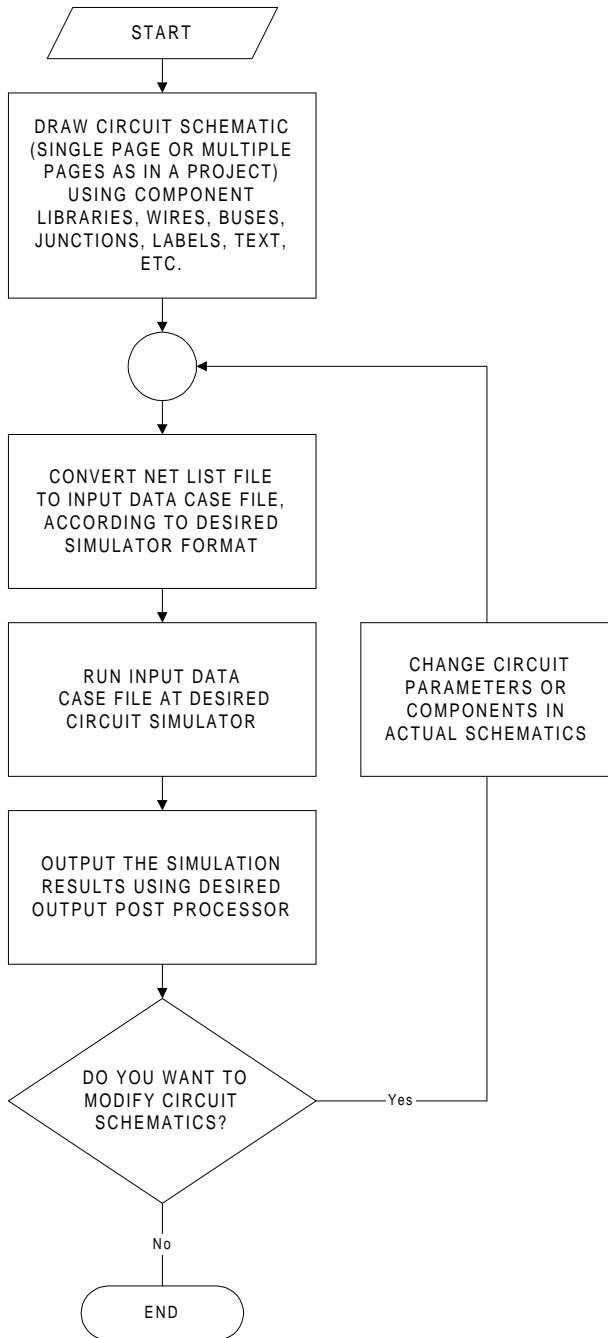 START
DRAW CIRCUIT SCHEMATIC
(SINGLE PAGE OR MULTIPLE
PAGES AS IN A PROJECT)
USING COMPONENT
LIBRARIES, WIRES, BUSES,
JUNCTIONS, LABELS, TEXT,
ETC.
CONVERT NET LIST FILE
TO INPUT DATA CASE FILE,
ACCORDING TO DESIRED
SIMULATOR FORMAT
RUN INPUT DATA
CASE FILE AT DESIRED
CIRCUIT SIMULATOR
CHANGE CIRCUIT
PARAMETERS OR
COMPONENTS IN
ACTUAL SCHEMATICS
OUTPUT THE SIMULATION
RESULTS USING DESIRED
OUTPUT POST PROCESSOR
DO YOU WANT TO
MODIFY CIRCUIT
SCHEMATICS?
Yes
No
END